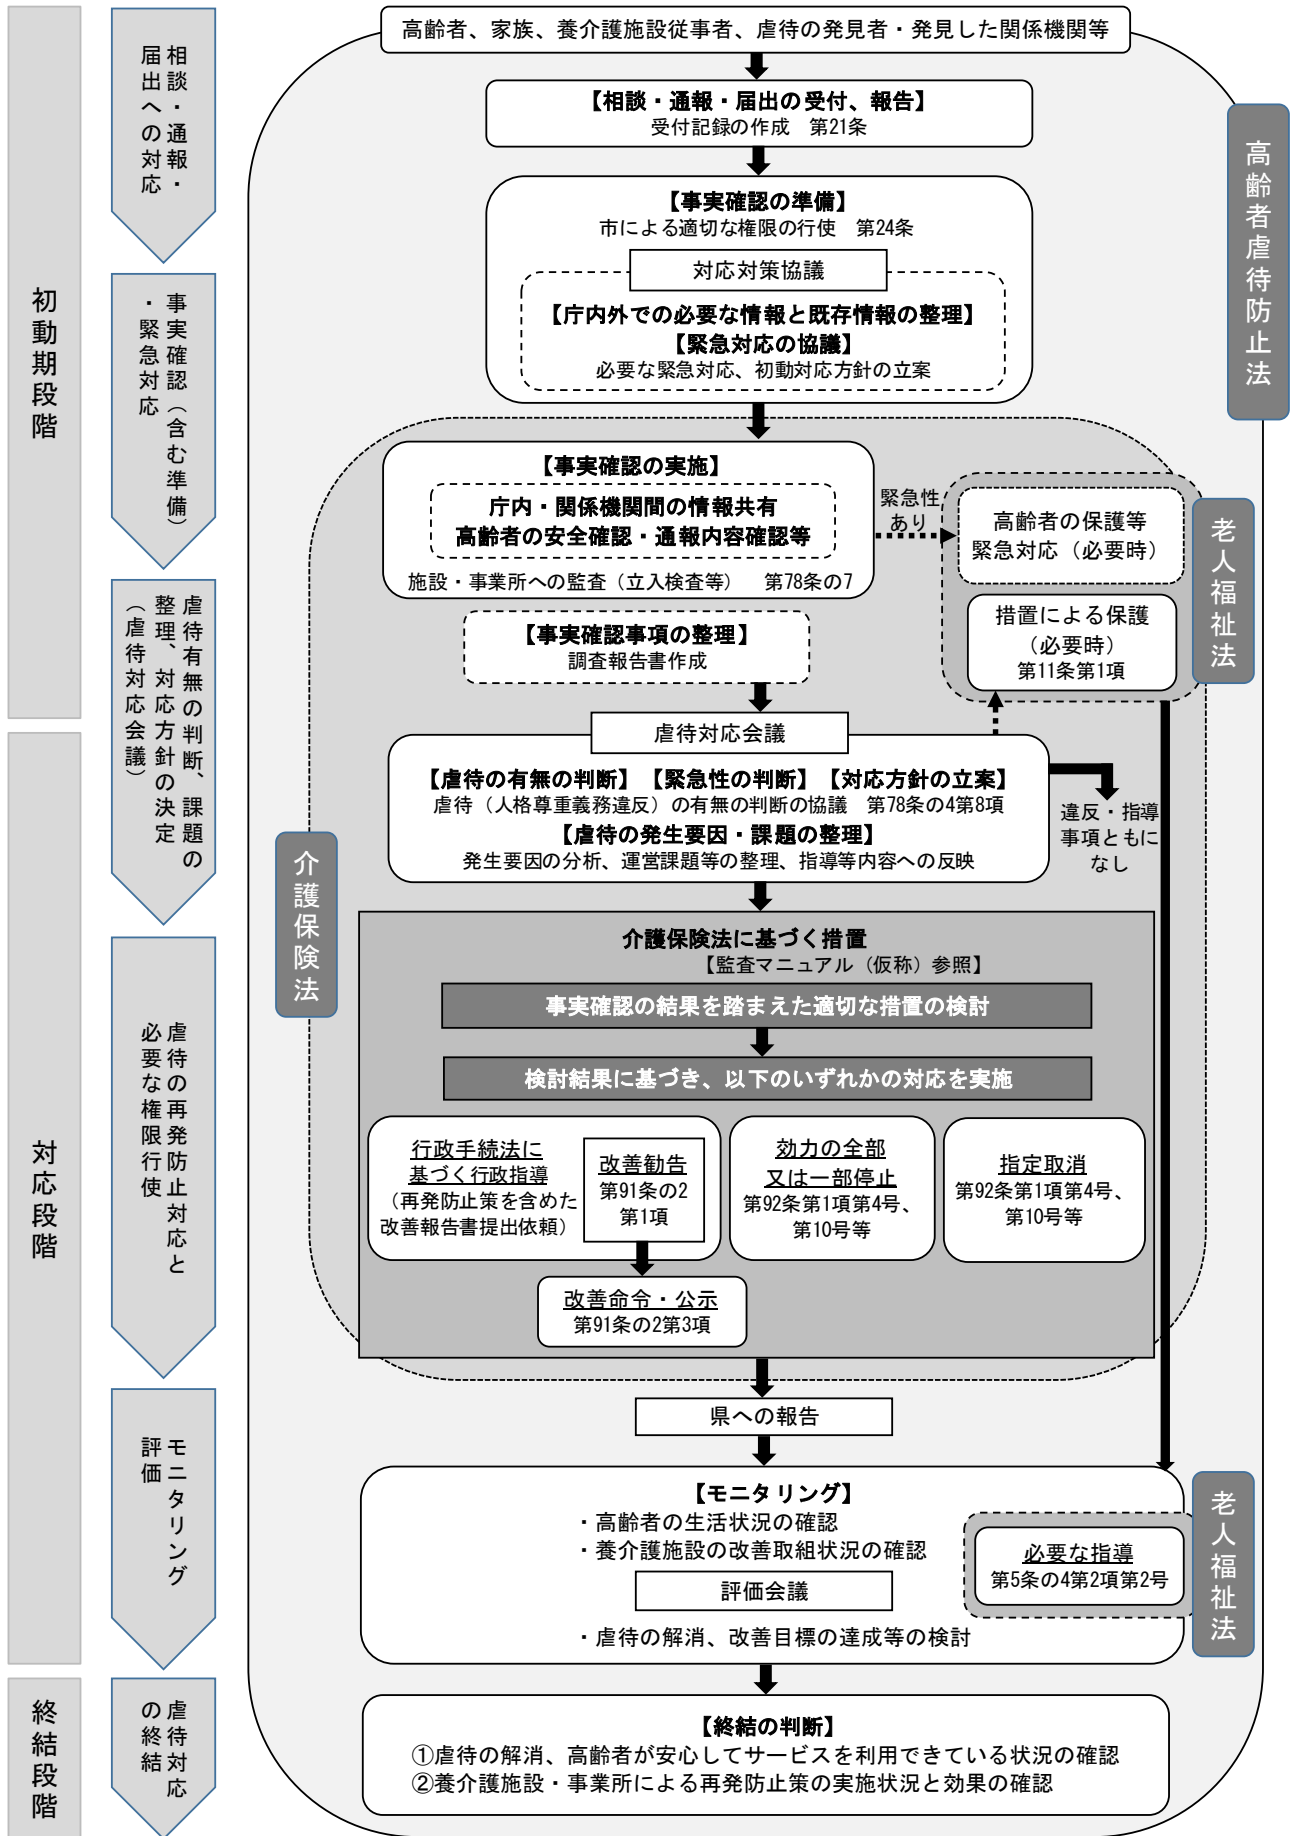 初動期段階
対応段階
終結段階
相談・通報・
届出への対応
事実確認（含む準備）
・緊急対応
虐待有無の判断、課題の
整理、対応方針の決定
（虐待対応会議）
虐待の再発防止対応と
必要な権限行使
モニタリング
評価
虐待対応
の終結
高齢者、家族、養介護施設従事者、虐待の発見者・発見した関係機関等
【相談・通報・届出の受付、報告】
受付記録の作成　第21条
高齢者虐待防止法
【事実確認の準備】
市による適切な権限の行使　第24条
対応対策協議
【庁内外での必要な情報と既存情報の整理】
【緊急対応の協議】
必要な緊急対応、初動対応方針の立案
【事実確認の実施】
庁内・関係機関間の情報共有
高齢者の安全確認・通報内容確認等
施設・事業所への監査（立入検査等）　第78条の7
緊急性
あり
高齢者の保護等
緊急対応（必要時）
措置による保護
（必要時）
第11条第1項
老人福祉法
【事実確認事項の整理】
調査報告書作成
虐待対応会議
【虐待の有無の判断】【緊急性の判断】【対応方針の立案】
虐待（人格尊重義務違反）の有無の判断の協議　第78条の4第8項
【虐待の発生要因・課題の整理】
発生要因の分析、運営課題等の整理、指導等内容への反映
違反・指導
事項ともに
なし
介護保険法
介護保険法に基づく措置
【監査マニュアル（仮称）参照】
事実確認の結果を踏まえた適切な措置の検討
検討結果に基づき、以下のいずれかの対応を実施
行政手続法に
基づく行政指導
（再発防止策を含めた
改善報告書提出依頼）
改善勧告
第91条の2
第1項
効力の全部
又は一部停止
第92条第1項第4号、
第10号等
指定取消
第92条第1項第4号、
第10号等
改善命令・公示
第91条の2第3項
県への報告
【モニタリング】
・高齢者の生活状況の確認
・養介護施設の改善取組状況の確認
評価会議
・虐待の解消、改善目標の達成等の検討
必要な指導
第5条の4第2項第2号
老人福祉法
【終結の判断】
①虐待の解消、高齢者が安心してサービスを利用できている状況の確認
②養介護施設・事業所による再発防止策の実施状況と効果の確認